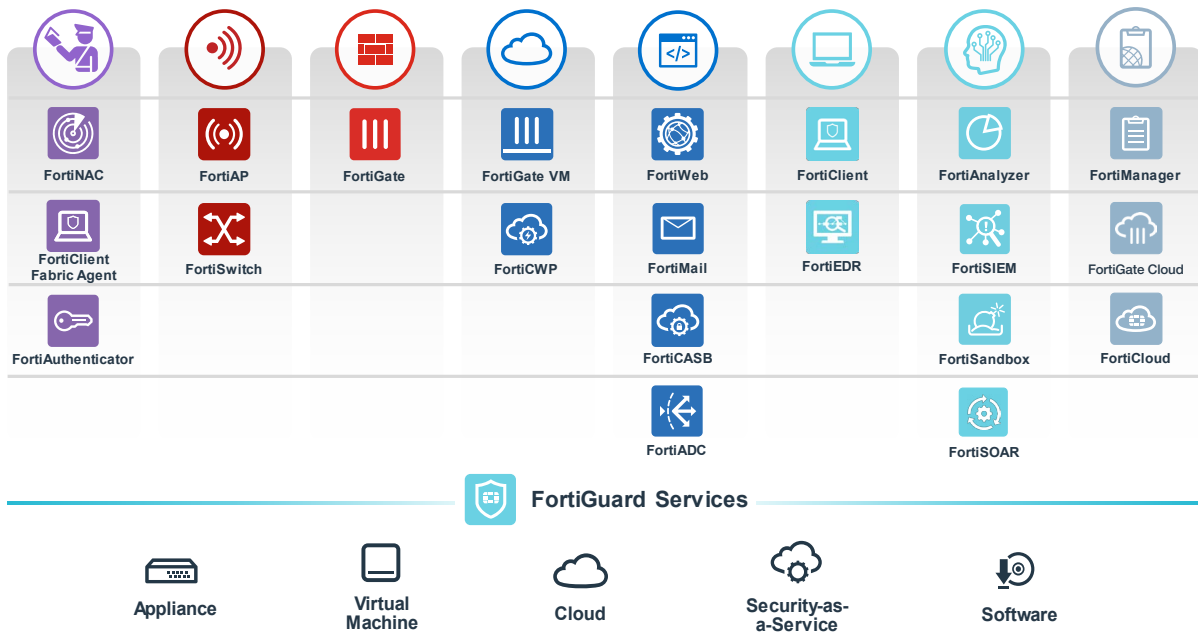 </>
FortiNAC
FortiAP
FortiGate
FortiGate VM
FortiWeb
FortiClient
FortiAnalyzer
FortiManager
FortiClient
Fabric Agent
FortiSwitch
FortiCWP
FortiMail
FortiEDR
FortiSIEM
FortiGate Cloud
FortiAuthenticator
FortiCASB
FortiSandbox
FortiCloud
FortiADC
FortiSOAR
FortiGuard Services
Appliance
Virtual
Machine
Cloud
Security-as-
a-Service
Software